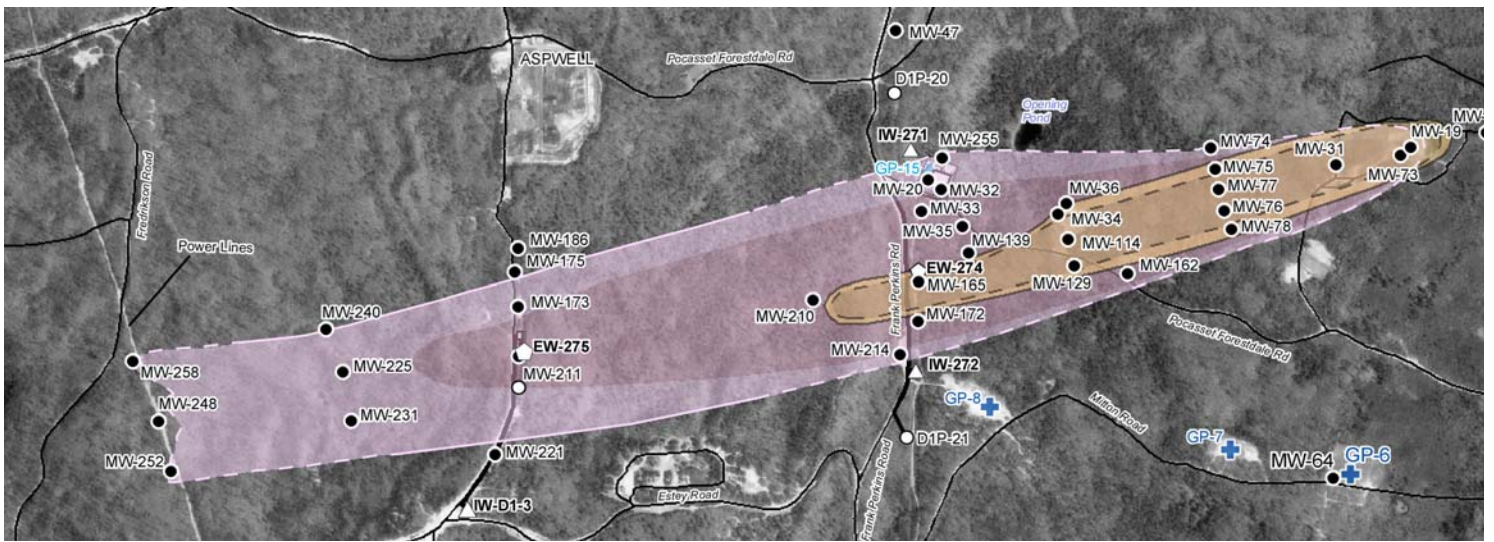 MW-47
Pocasset Forestdale Rd
ASPWELL
D1P-20
Opening
Pond
IW-271
MW-255
MW-74
MW-19
MW-31
GP-15
MW-75
MW-73
MW-20
MW-32
MW-77
MW-36
MW-33
MW-34
MW-76
MW-35
MW-78
Fredrikson Road
Power Lines
MW-186
MW-139
MW-114
MW-175
EW-274
MW-165
MW-129
MW-162
Frank Perkins Rd
MW-173
MW-210
MW-240
MW-172
Pocasset Forestdale Rd
EW-275
MW-214
MW-258
MW-225
MW-211
IW-272
MW-248
GP-8
Milton Road
MW-231
D1P-21
MW-221
GP-7
MW-252
MW-64
GP-6
Estey Road
Frank Perkins Road
IW-D1-3